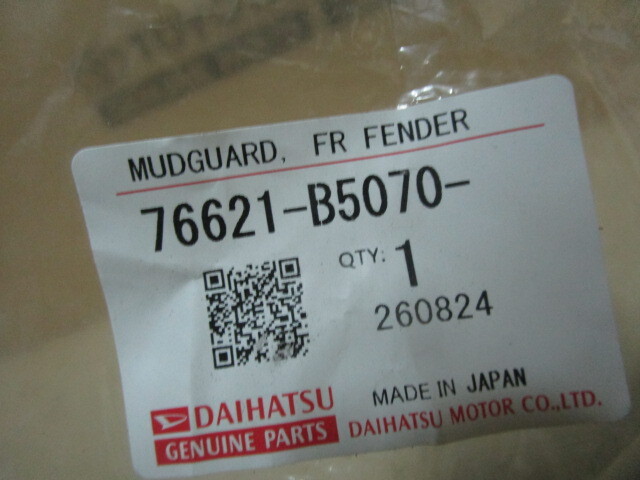 MUDGUARD, FR FENDER
76621-B5070-
QTY: 1
260824
MADE IN JAPAN
DAIHATSU
GENUINE PARTS
DAIHATSU MOTOR CO.,LTD.